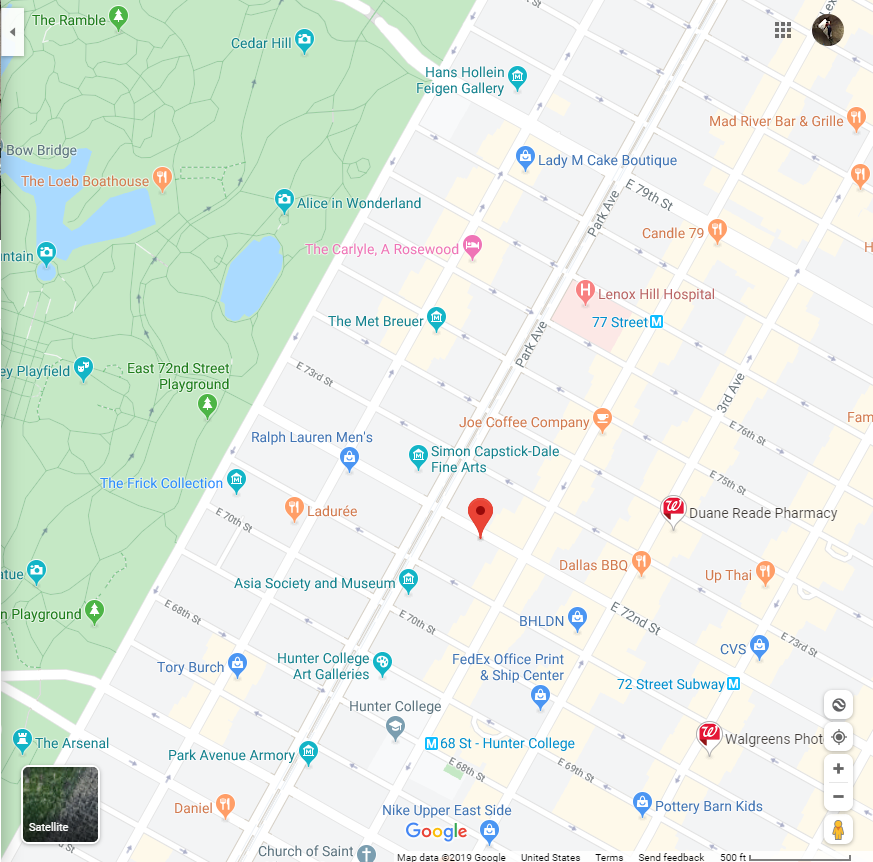 The Ramble
Cedar Hill
Hans Hollein
Feigen Gallery
Mad River Bar & Grille
Bow Bridge
Lady M Cake Boutique
The Loeb Boathouse
E 79th St
Alice in Wonderland
Park Ave
Candle 79
The Carlyle, A Rosewood
Lenox Hill Hospital
The Met Breuer
77 Street M
Park Ave
ey Playfield
East 72nd Street
Playground
E 73rd St
3rd Ave
Joe Coffee Company
Fam
Ralph Lauren Men's
E 76th St
Simon Capstick-Dale
Fine Arts
The Frick Collection
E 75th St
Ladurée
Duane Reade Pharmacy
E 70th St
Dallas BBQ
Up Thai
atue
Asia Society and Museum
E 68th St
n Playground
E 70th St
E 72nd St
BHLDN
E 73rd St
CVS
Tory Burch
Hunter College
Art Galleries
FedEx Office Print
& Ship Center
72 Street Subway M
Hunter College
The Arsenal
Park Avenue Armory
M 68 St - Hunter College
Walgreens Phot
E 68th St
E 69th St
Satellite
Daniel
Nike Upper East Side
Pottery Barn Kids
Google
Church of Saint
Map data ©2019 Google United States Terms Send feedback 500 ft